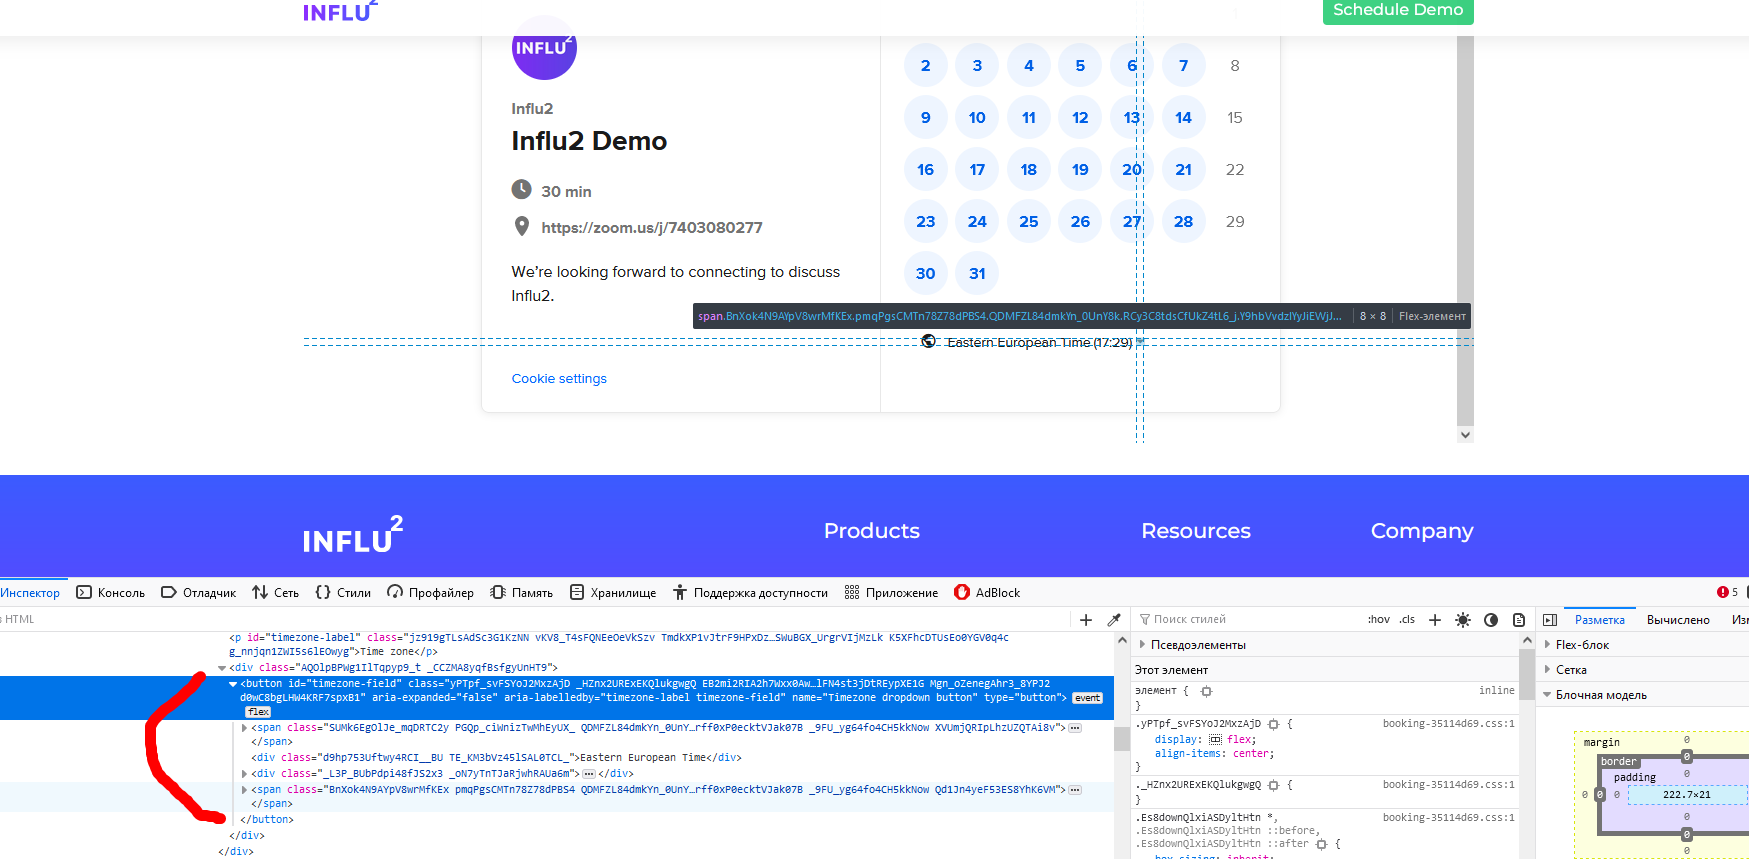 INFLU2
Schedule Demo
INFLU2
2 3 4 5 6 7 8
Influ2
9 10 11 12 13 14 15
Influ2 Demo
16 17 18 19 20 21 22
30 min
23 24 25 26 27 28 29
https://zoom.us/j/7403080277
30 31
We're looking forward to connecting to discuss
Influ2.
span.BnXok4N9AYpV8wrMfKEx.pmqPgsCMTn78Z78dPBS4.QDMFZL84dmkYn_0UnY8k.RCy3C8tdsCfUkZ4tL6_j.Y9hbVvdzlYyJiEWjJ... 8 × 8 Flex-элемент
Eastern European Time (17:29)
Cookie settings
INFLU2
Products Resources Company
Инспектор Консоль Отладчик Сеть Стили Профайлер Память Хранилище Поддержка доступности Приложение AdBlock 5
HTML
Поиск стилей :hov .cls Разметка Вычислено
<p id="timezone-label" class="jz919gTLsAdSc3G1KzNN vKV8_T4sFQNEeOeVkSzv TmdkXP1vJtrF9HPxDz…SWuBGX_UrgrVIjMzLk K5XFhcDTUsEo0YGV0q4c
g_nnjqn1ZWI5s6lEOwyg">Time zone</p>
<div class="AQOlpBPWg1IlTqpyp9_t _CCZMA8yqfBsfgyUnHT9">
<button id="timezone-field" class="yPTpf_svFSYoJ2MxzAjD _HZnx2URExEKQlukgwgQ EB2mi2RIA2h7Wxx0Aw…lFN4st3jDtREypXE1G Mgn_oZenegAhr3_8YPJ2
d0wC8bgLHW4KRF7spxB1" aria-expanded="false" aria-labelledby="timezone-label timezone-field" name="Timezone dropdown button" type="button"> event
flex
<span class="SUMk6EgOlJe_mqDRTC2y PGQp_ciWnizTwMhEyUX_ QDMFZL84dmkYn_0UnY…rff0xP0ecktVJak07B _9FU_yg64fo4CH5kkNow XVUmjQRIpLhzUZQTAi8v">
</span>
<div class="d9hp753Uftwy4RCI__BU TE_KM3bVz45lSAL0TCL_">Eastern European Time</div>
<div class="_L3P_BUbPdpi48fJS2x3 _oN7yTnTJaRjwhRAUa6m"> </div>
<span class="BnXok4N9AYpV8wrMfKEx pmqPgsCMTn78Z78dPBS4 QDMFZL84dmkYn_0UnY…rff0xP0ecktVJak07B _9FU_yg64fo4CH5kkNow Qd1Jn4yeF53ES8YhK6VM">
</span>
</button>
</div>
</div>
Псевдоэлементы
Этот элемент
элемент { inline
}
.yPTpf_svFSYoJ2MxzAjD { booking-35114d69.css:1
display: flex;
align-items: center;
}
._HZnx2URExEKQlukgwgQ { booking-35114d69.css:1
}
.Es8downQlxiASDyltHtn *, booking-35114d69.css:1
.Es8downQlxiASDyltHtn ::before,
.Es8downQlxiASDyltHtn ::after {
box-sizing: inherit;
Flex-блок
Сетка
Блочная модель
margin 0
border 0
padding 0
0 0 0 222.7×21
0
0
0